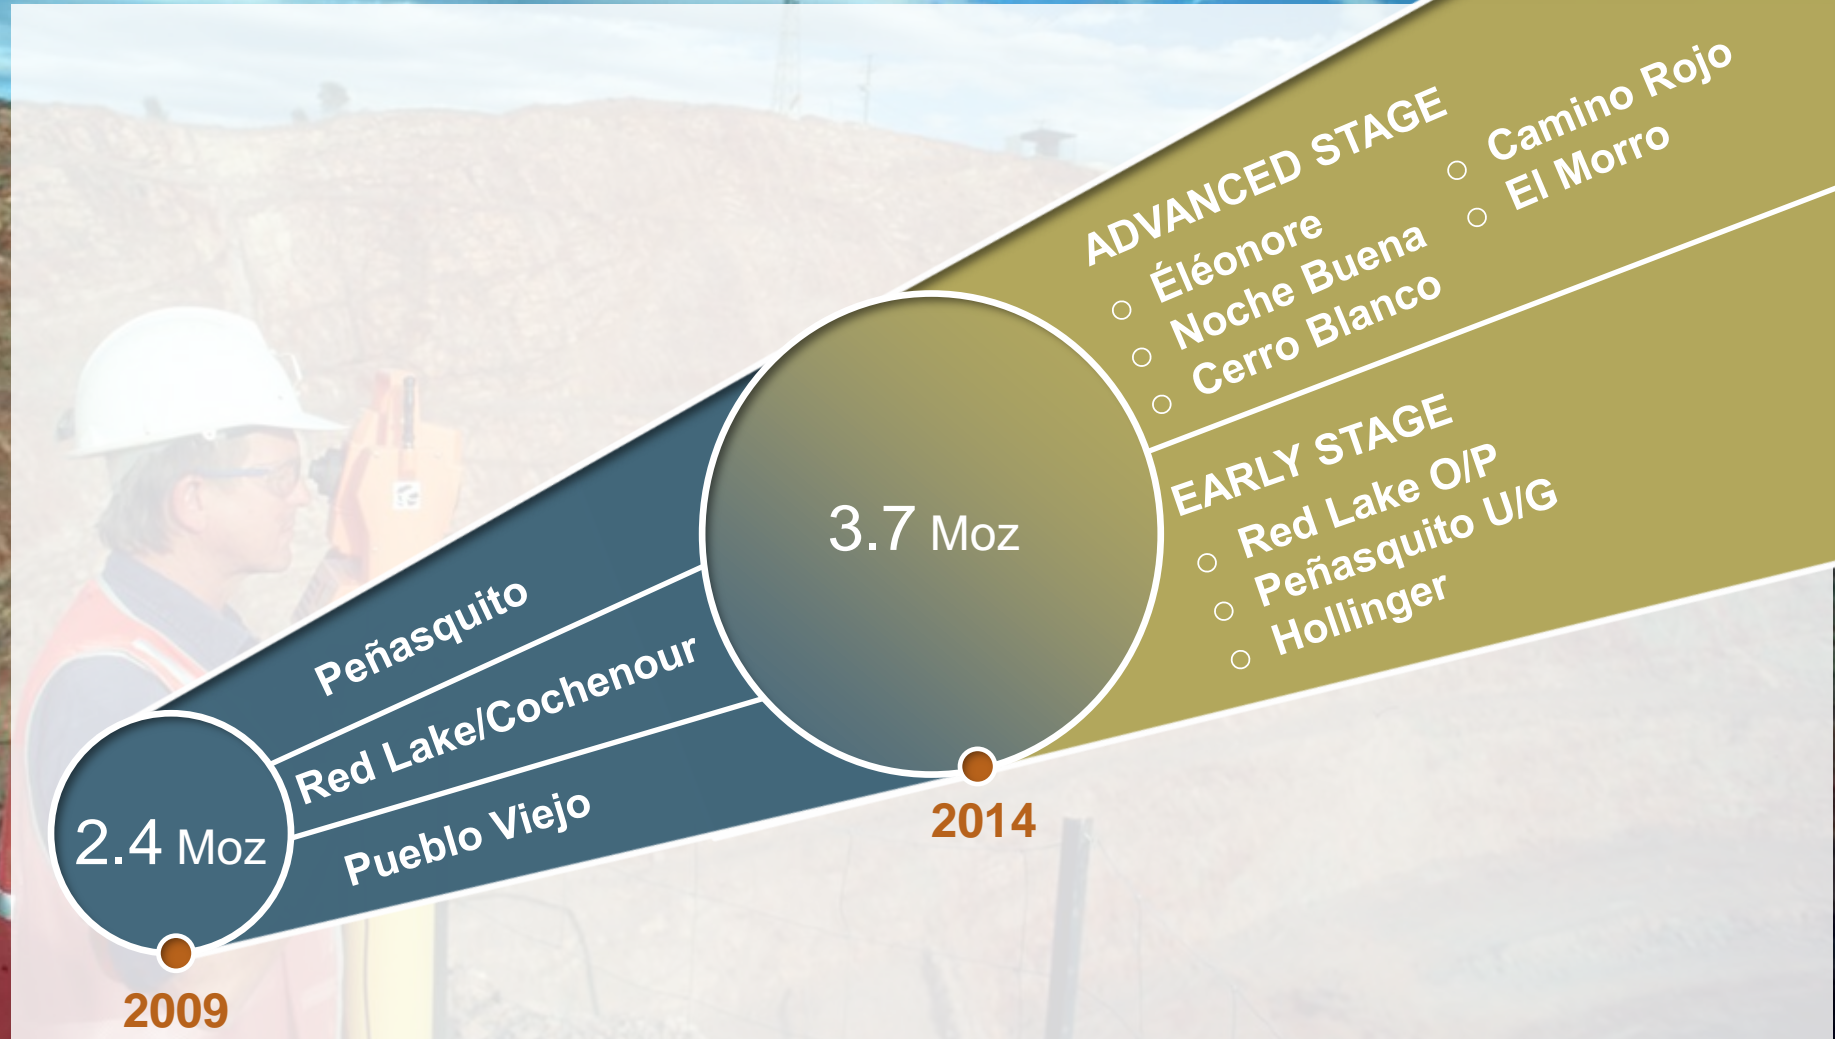 ADVANCED STAGE
○ Éléonore
○ Noche Buena
○ Cerro Blanco
○ Camino Rojo
○ El Morro
EARLY STAGE
○ Red Lake O/P
○ Peñasquito U/G
○ Hollinger
3.7 Moz
2014
Peñasquito
Red Lake/Cochenour
Pueblo Viejo
2.4 Moz
2009